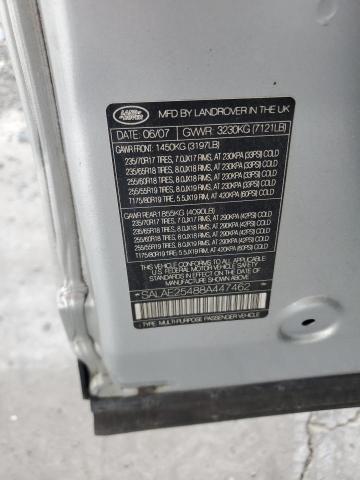 LAND ROVER
MFD BY LANDROVER IN THE UK
DATE: 06/07 GVWR: 3230KG (7121LB)
GAWR FRONT: 1450KG (3197LB)
235/70R17 TIRES, 7.0JX17 RIMS, AT 230KPA (33PSI) COLD
235/65R18 TIRES, 8.0JX18 RIMS, AT 230KPA (33PSI) COLD
255/60R18 TIRES, 8.0JX18 RIMS, AT 230KPA (33PSI) COLD
255/55R19 TIRES, 8.0JX19 RIMS, AT 230KPA (33PSI) COLD
T175/80R19 TIRES, 5.5JX19 RIM, AT 420KPA (60PSI) COLD
GAWR REAR: 1855KG (4090LB)
235/70R17 TIRES, 7.0JX17 RIMS, AT 290KPA (42PSI) COLD
235/65R18 TIRES, 8.0JX18 RIMS, AT 290KPA (42PSI) COLD
255/60R18 TIRES, 8.0JX18 RIMS, AT 290KPA (42PSI) COLD
255/55R19 TIRES, 8.0JX19 RIMS, AT 290KPA (42PSI) COLD
T175/80R19 TIRES, 5.5JX19 RIM, AT 420KPA (60PSI) COLD
THIS VEHICLE CONFORMS TO ALL APPLICABLE
U.S. FEDERAL MOTOR VEHICLE SAFETY
AND THEFT PREVENTION STANDARDS
IN EFFECT ON THE DATE OF
MANUFACTURE SHOWN ABOVE.
*SALAE25488A447462*
TYPE: MULTI-PURPOSE PASSENGER VEHICLE